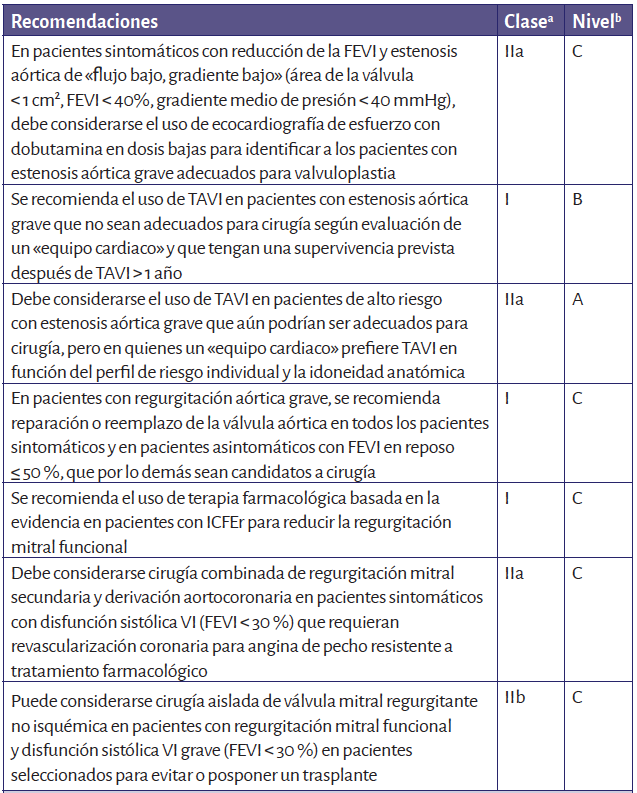 Recomendaciones Claseᵃ Nivelᵇ
En pacientes sintomáticos con reducción de la FEVI y estenosis IIa C
aórtica de «flujo bajo, gradiente bajo» (área de la válvula
< 1 cm², FEVI < 40%, gradiente medio de presión < 40 mmHg),
debe considerarse el uso de ecocardiografía de esfuerzo con
dobutamina en dosis bajas para identificar a los pacientes con
estenosis aórtica grave adecuados para valvuloplastia
Se recomienda el uso de TAVI en pacientes con estenosis aórtica I B
grave que no sean adecuados para cirugía según evaluación de
un «equipo cardiaco» y que tengan una supervivencia prevista
después de TAVI > 1 año
Debe considerarse el uso de TAVI en pacientes de alto riesgo IIa A
con estenosis aórtica grave que aún podrían ser adecuados para
cirugía, pero en quienes un «equipo cardiaco» prefiere TAVI en
función del perfil de riesgo individual y la idoneidad anatómica
En pacientes con regurgitación aórtica grave, se recomienda I C
reparación o reemplazo de la válvula aórtica en todos los pacientes
sintomáticos y en pacientes asintomáticos con FEVI en reposo
≤ 50 %, que por lo demás sean candidatos a cirugía
Se recomienda el uso de terapia farmacológica basada en la I C
evidencia en pacientes con ICFEr para reducir la regurgitación
mitral funcional
Debe considerarse cirugía combinada de regurgitación mitral IIa C
secundaria y derivación aortocoronaria en pacientes sintomáticos
con disfunción sistólica VI (FEVI < 30 %) que requieran
revascularización coronaria para angina de pecho resistente a
tratamiento farmacológico
Puede considerarse cirugía aislada de válvula mitral regurgitante IIb C
no isquémica en pacientes con regurgitación mitral funcional
y disfunción sistólica VI grave (FEVI < 30 %) en pacientes
seleccionados para evitar o posponer un trasplante